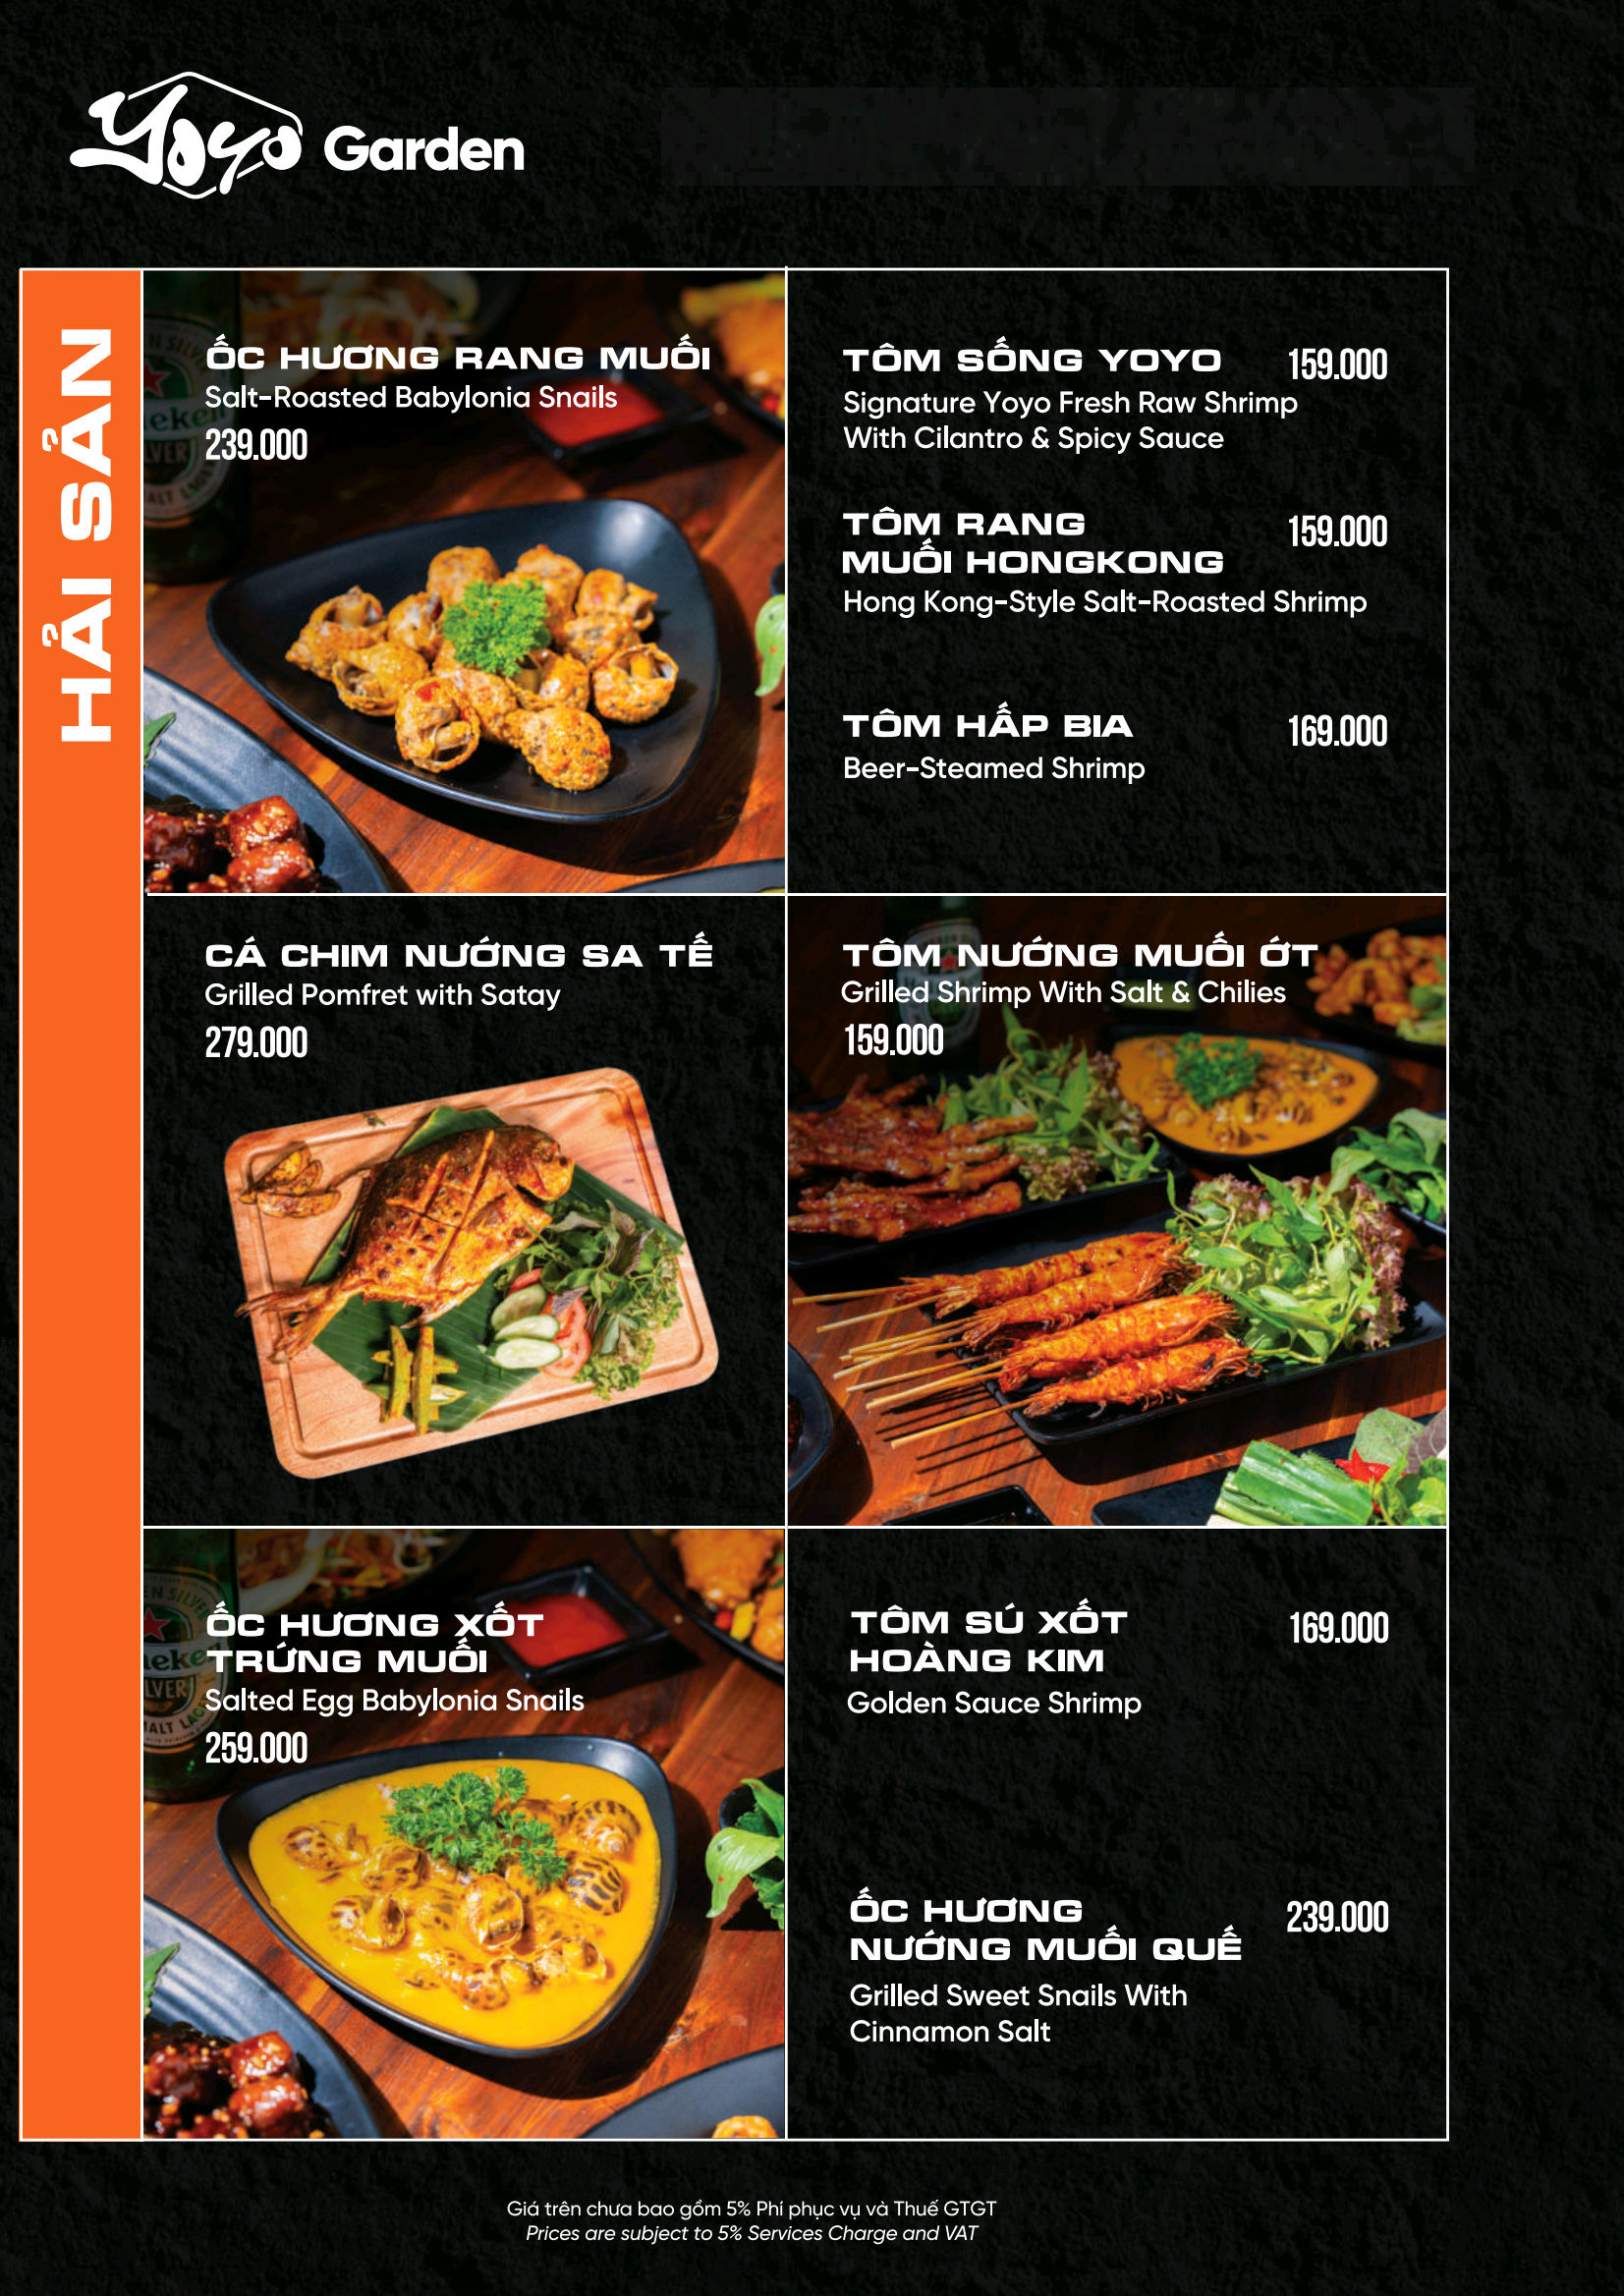 Yoyo Garden
HẢI SẢN
ỐC HƯƠNG RANG MUỐI
Salt-Roasted Babylonia Snails
239.000
TÔM SỐNG YOYO 159.000
Signature Yoyo Fresh Raw Shrimp
With Cilantro & Spicy Sauce
TÔM RANG 159.000
MUỐI HONGKONG
Hong Kong-Style Salt-Roasted Shrimp
TÔM HẤP BIA 169.000
Beer-Steamed Shrimp
CÁ CHIM NƯỚNG SA TẾ
Grilled Pomfret with Satay
279.000
TÔM NƯỚNG MUỐI ỚT
Grilled Shrimp With Salt & Chilies
159.000
ỐC HƯƠNG XỐT
TRỨNG MUỐI
Salted Egg Babylonia Snails
259.000
TÔM SÚ XỐT 169.000
HOÀNG KIM
Golden Sauce Shrimp
ỐC HƯƠNG 239.000
NƯỚNG MUỐI QUẾ
Grilled Sweet Snails With
Cinnamon Salt
Giá trên chưa bao gồm 5% Phí phục vụ và Thuế GTGT
Prices are subject to 5% Services Charge and VAT